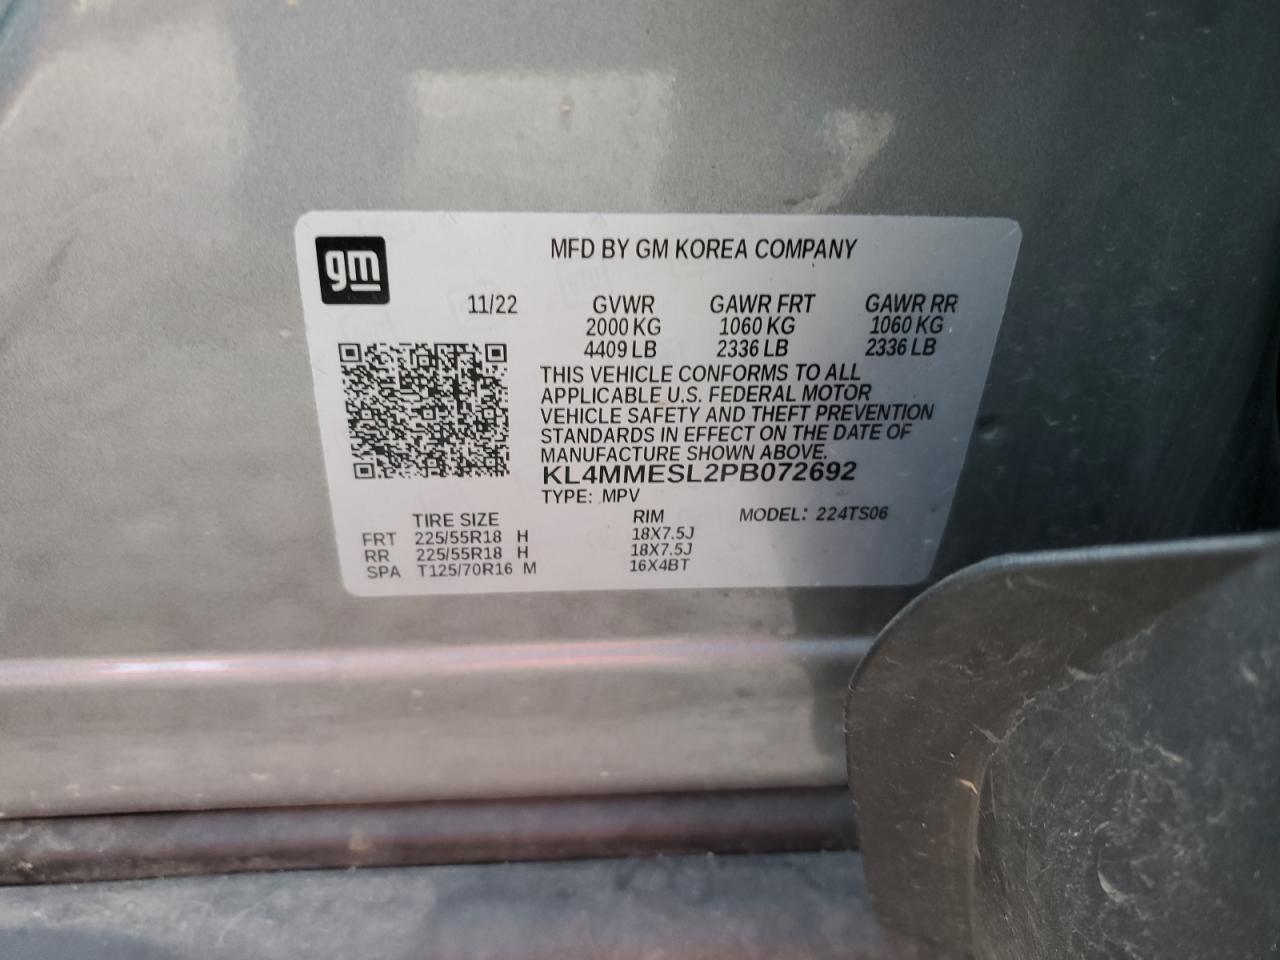 gm
MFD BY GM KOREA COMPANY
11/22 GVWR GAWR FRT GAWR RR
2000 KG 1060 KG 1060 KG
4409 LB 2336 LB 2336 LB
THIS VEHICLE CONFORMS TO ALL
APPLICABLE U.S. FEDERAL MOTOR
VEHICLE SAFETY AND THEFT PREVENTION
STANDARDS IN EFFECT ON THE DATE OF
MANUFACTURE SHOWN ABOVE.
KL4MMESL2PB072692
TYPE: MPV
TIRE SIZE RIM MODEL: 224TS06
FRT 225/55R18 H 18X7.5J
RR 225/55R18 H 18X7.5J
SPA T125/70R16 M 16X4BT